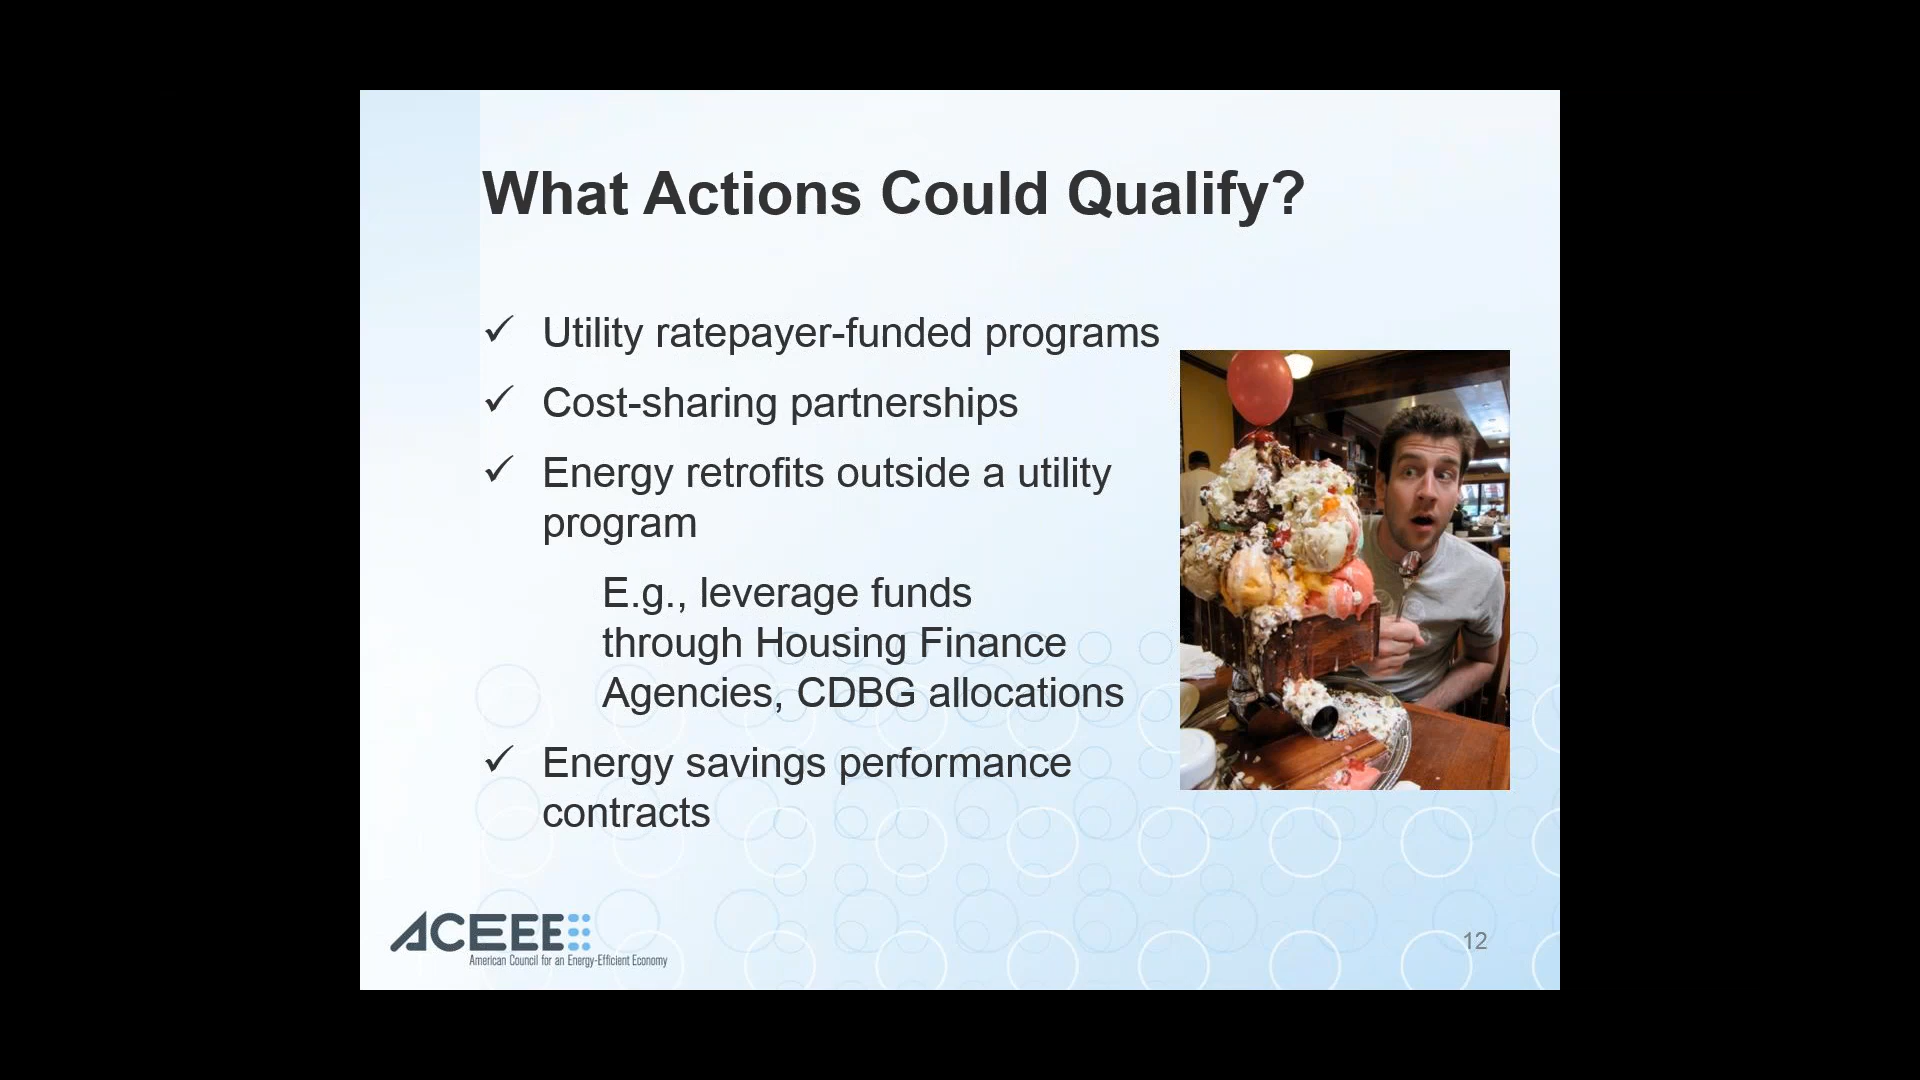 What Actions Could Qualify?
✓ Utility ratepayer-funded programs
✓ Cost-sharing partnerships
✓ Energy retrofits outside a utility
program
E.g., leverage funds
through Housing Finance
Agencies, CDBG allocations
✓ Energy savings performance
contracts
ACEEE
American Council for an Energy-Efficient Economy
12